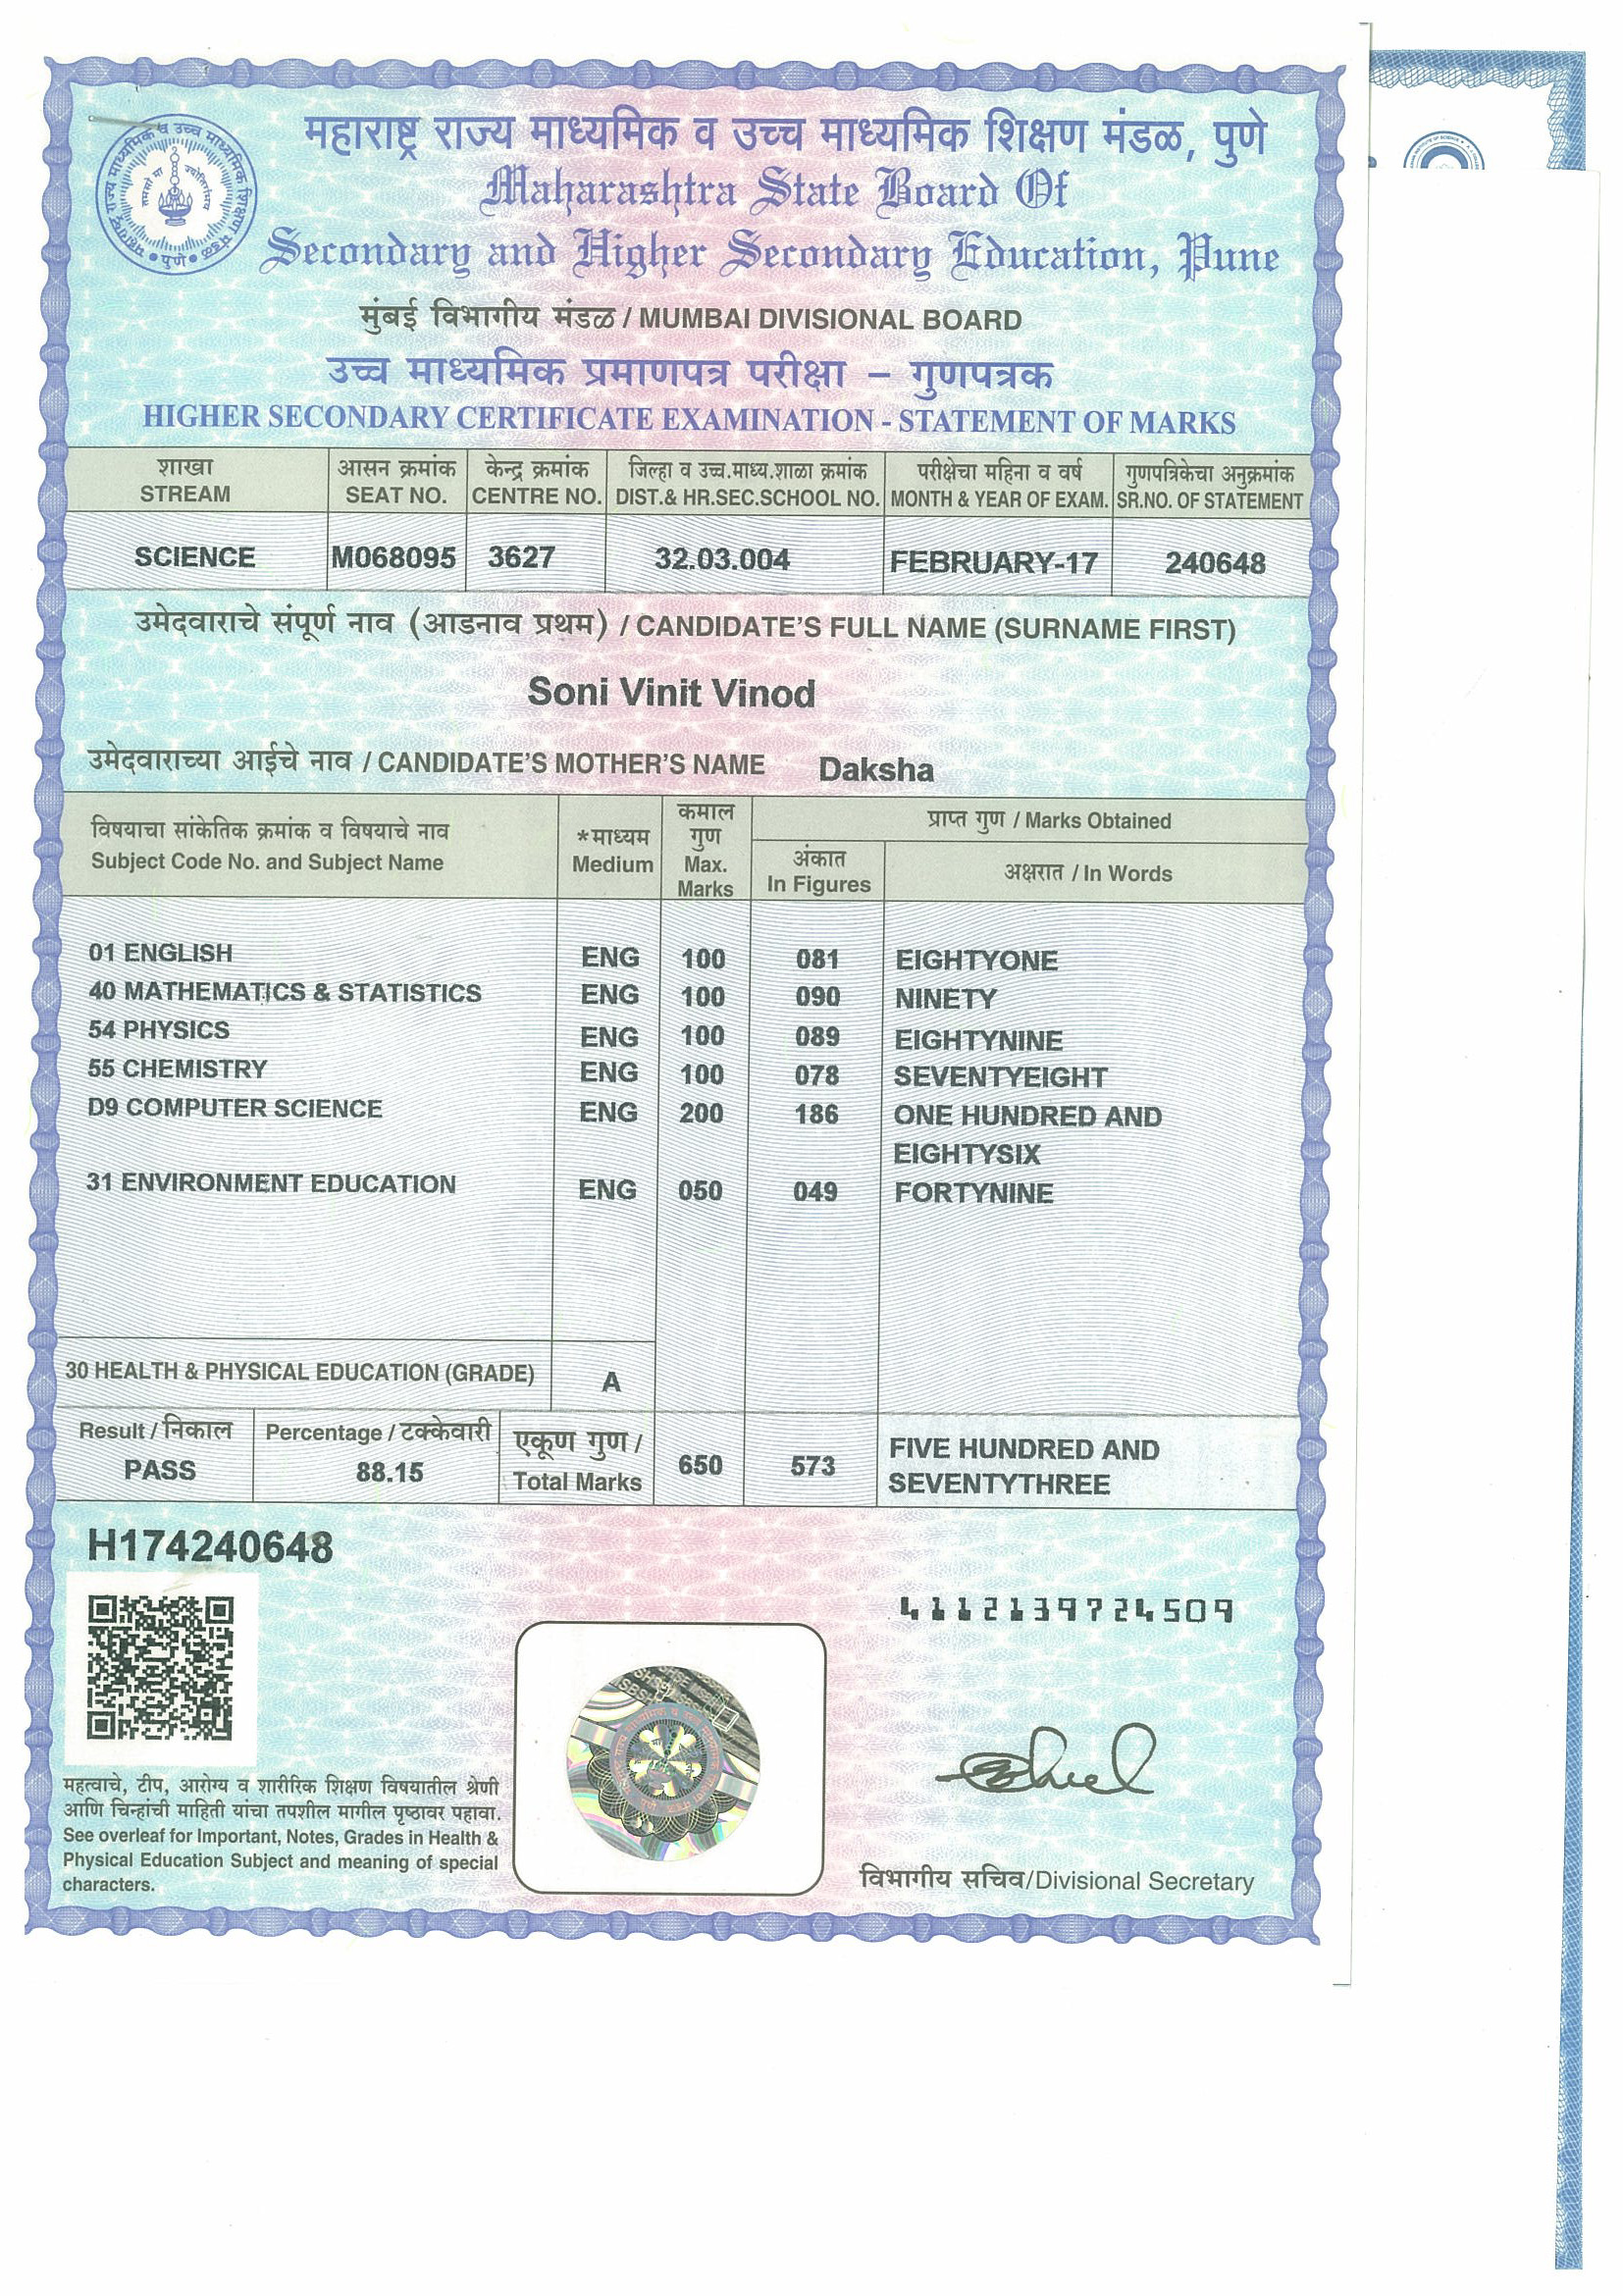 महाराष्ट्र राज्य माध्यमिक व उच्च माध्यमिक शिक्षण मंडळ, पुणे
Maharashtra State Board Of
Secondary and Higher Secondary Education, Pune
मुंबई विभागीय मंडळ / MUMBAI DIVISIONAL BOARD
उच्च माध्यमिक प्रमाणपत्र परीक्षा – गुणपत्रक
HIGHER SECONDARY CERTIFICATE EXAMINATION - STATEMENT OF MARKS
शाखा आसन क्रमांक केन्द्र क्रमांक जिल्हा व उच्च.माध्य.शाळा क्रमांक परीक्षेचा महिना व वर्ष गुणपत्रिकेचा अनुक्रमांक
STREAM SEAT NO. CENTRE NO. DIST.& HR.SEC.SCHOOL NO. MONTH & YEAR OF EXAM. SR.NO. OF STATEMENT
SCIENCE M068095 3627 32.03.004 FEBRUARY-17 240648
उमेदवाराचे संपूर्ण नाव (आडनाव प्रथम) / CANDIDATE'S FULL NAME (SURNAME FIRST)
Soni Vinit Vinod
उमेदवाराच्या आईचे नाव / CANDIDATE'S MOTHER'S NAME Daksha
विषयाचा सांकेतिक क्रमांक व विषयाचे नाव
Subject Code No. and Subject Name
*माध्यम
Medium
कमाल
गुण
Max.
Marks
प्राप्त गुण / Marks Obtained
अंकात
In Figures
अक्षरात / In Words
01 ENGLISH ENG 100 081 EIGHTYONE
40 MATHEMATICS & STATISTICS ENG 100 090 NINETY
54 PHYSICS ENG 100 089 EIGHTYNINE
55 CHEMISTRY ENG 100 078 SEVENTYEIGHT
D9 COMPUTER SCIENCE ENG 200 186 ONE HUNDRED AND
EIGHTYSIX
31 ENVIRONMENT EDUCATION ENG 050 049 FORTYNINE
30 HEALTH & PHYSICAL EDUCATION (GRADE) A
Result / निकाल
PASS
Percentage / टक्केवारी
88.15
एकूण गुण /
Total Marks
650
573
FIVE HUNDRED AND
SEVENTYTHREE
H174240648
4112139724509
महत्वाचे, टीप, आरोग्य व शारीरिक शिक्षण विषयातील श्रेणी
आणि चिन्हांची माहिती यांचा तपशील मागील पृष्ठावर पहावा.
See overleaf for Important, Notes, Grades in Health &
Physical Education Subject and meaning of special
characters.
विभागीय सचिव/Divisional Secretary